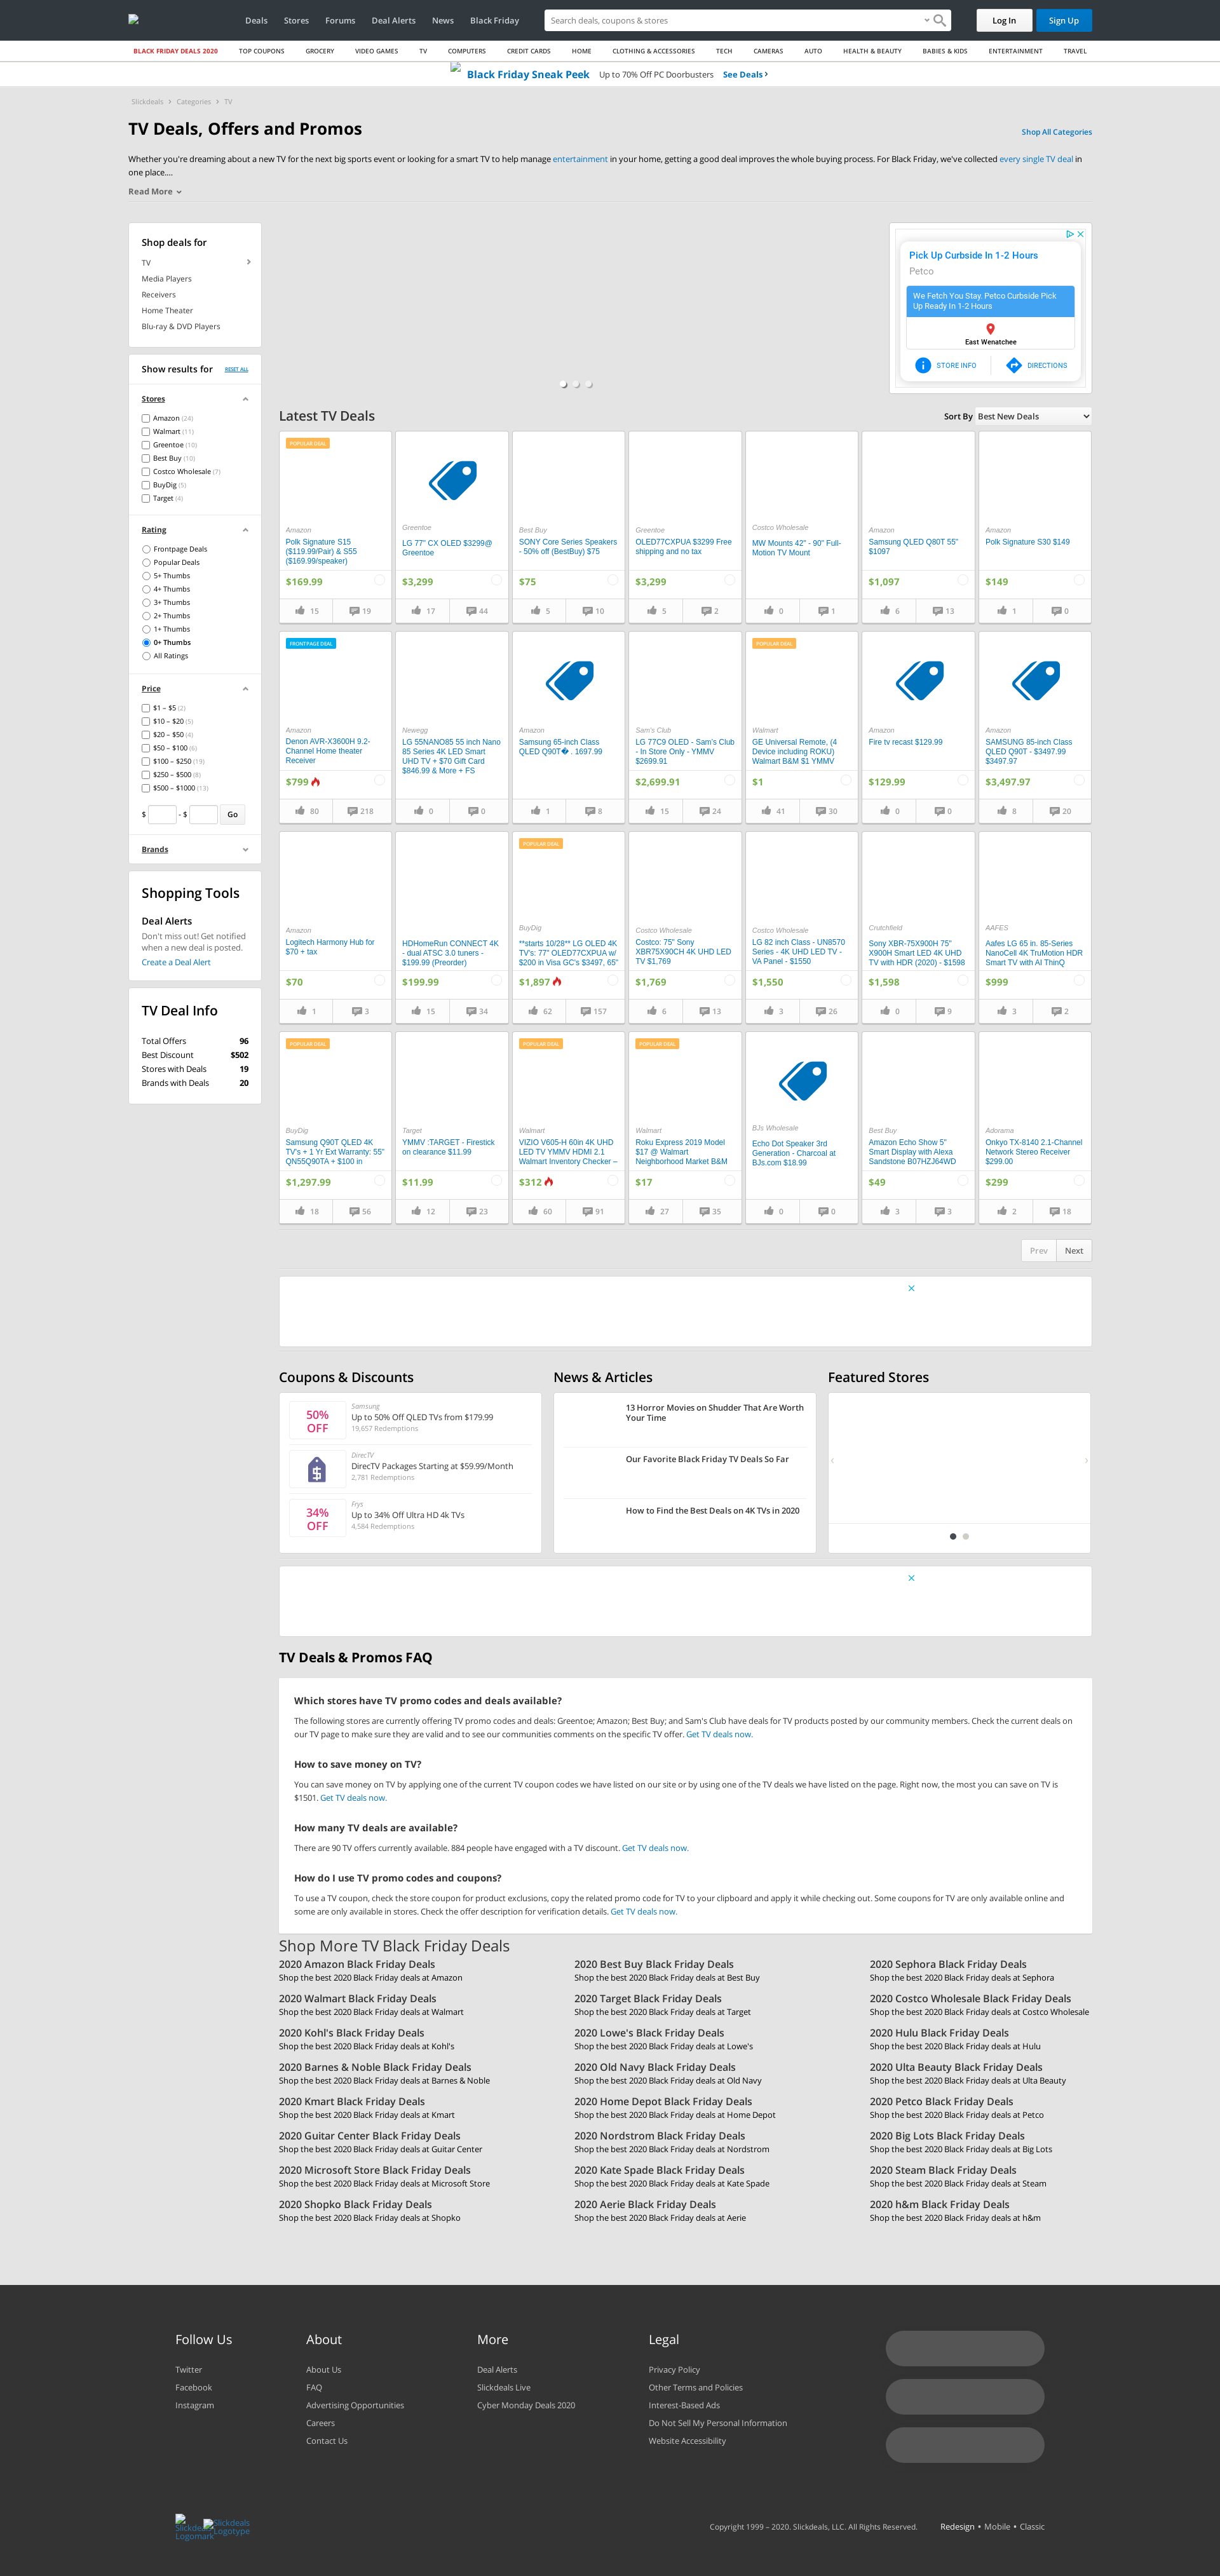 Deals Stores Forums Deal Alerts News Black Friday Search deals, coupons & stores Log In Sign Up
BLACK FRIDAY DEALS 2020 TOP COUPONS GROCERY VIDEO GAMES TV COMPUTERS CREDIT CARDS HOME CLOTHING & ACCESSORIES TECH CAMERAS AUTO HEALTH & BEAUTY BABIES & KIDS ENTERTAINMENT TRAVEL
Black Friday Sneak Peek Up to 70% Off PC Doorbusters See Deals
Slickdeals Categories TV
TV Deals, Offers and Promos
Shop All Categories
Whether you're dreaming about a new TV for the next big sports event or looking for a smart TV to help manage entertainment in your home, getting a good deal improves the whole buying process. For Black Friday, we've collected every single TV deal in
one place....
Read More
Shop deals for
TV
Media Players
Receivers
Home Theater
Blu-ray & DVD Players
Show results for RESET ALL
Stores
Amazon (24)
Walmart (11)
Greentoe (10)
Best Buy (10)
Costco Wholesale (7)
BuyDig (5)
Target (4)
Rating
Frontpage Deals
Popular Deals
5+ Thumbs
4+ Thumbs
3+ Thumbs
2+ Thumbs
1+ Thumbs
0+ Thumbs
All Ratings
Price
$1 – $5 (2)
$10 – $20 (5)
$20 – $50 (4)
$50 – $100 (6)
$100 – $250 (19)
$250 – $500 (8)
$500 – $1000 (13)
$ - $ Go
Brands
Shopping Tools
Deal Alerts
Don't miss out! Get notified
when a new deal is posted.
Create a Deal Alert
TV Deal Info
Total Offers 96
Best Discount $502
Stores with Deals 19
Brands with Deals 20
Pick Up Curbside In 1-2 Hours
Petco
We Fetch You Stay. Petco Curbside Pick
Up Ready In 1-2 Hours
East Wenatchee
STORE INFO DIRECTIONS
Latest TV Deals
Sort By Best New Deals
POPULAR DEAL
Amazon
Polk Signature S15
($119.99/Pair) & S55
($169.99/speaker)
$169.99
15 19
Greentoe
LG 77" CX OLED $3299@
Greentoe
$3,299
17 44
Best Buy
SONY Core Series Speakers
- 50% off (BestBuy) $75
$75
5 10
Greentoe
OLED77CXPUA $3299 Free
shipping and no tax
$3,299
5 2
Costco Wholesale
MW Mounts 42" - 90" Full-
Motion TV Mount
0 1
Amazon
Samsung QLED Q80T 55"
$1097
$1,097
6 13
Amazon
Polk Signature S30 $149
$149
1 0
FRONTPAGE DEAL
Amazon
Denon AVR-X3600H 9.2-
Channel Home theater
Receiver
$799
80 218
Newegg
LG 55NANO85 55 inch Nano
85 Series 4K LED Smart
UHD TV + $70 Gift Card
$846.99 & More + FS
0 0
Amazon
Samsung 65-inch Class
QLED Q90T�. 1697.99
1 8
Sam's Club
LG 77C9 OLED - Sam's Club
- In Store Only - YMMV
$2699.91
$2,699.91
15 24
POPULAR DEAL
Walmart
GE Universal Remote, (4
Device including ROKU)
Walmart B&M $1 YMMV
$1
41 30
Amazon
Fire tv recast $129.99
$129.99
0 0
Amazon
SAMSUNG 85-inch Class
QLED Q90T - $3497.99
$3497.97
$3,497.97
8 20
Amazon
Logitech Harmony Hub for
$70 + tax
$70
1 3
HDHomeRun CONNECT 4K
- dual ATSC 3.0 tuners -
$199.99 (Preorder)
$199.99
15 34
POPULAR DEAL
BuyDig
**starts 10/28** LG OLED 4K
TV's: 77" OLED77CXPUA w/
$200 in Visa GC's $3497, 65"
$1,897
62 157
Costco Wholesale
Costco: 75" Sony
XBR75X90CH 4K UHD LED
TV $1,769
$1,769
6 13
Costco Wholesale
LG 82 inch Class - UN8570
Series - 4K UHD LED TV -
VA Panel - $1550
$1,550
3 26
Crutchfield
Sony XBR-75X900H 75"
X900H Smart LED 4K UHD
TV with HDR (2020) - $1598
$1,598
0 9
AAFES
Aafes LG 65 in. 85-Series
NanoCell 4K TruMotion HDR
Smart TV with AI ThinQ
$999
3 2
POPULAR DEAL
BuyDig
Samsung Q90T QLED 4K
TV's + 1 Yr Ext Warranty: 55"
QN55Q90TA + $100 in
$1,297.99
18 56
Target
YMMV :TARGET - Firestick
on clearance $11.99
$11.99
12 23
POPULAR DEAL
Walmart
VIZIO V605-H 60in 4K UHD
LED TV YMMV HDMI 2.1
Walmart Inventory Checker –
$312
60 91
POPULAR DEAL
Walmart
Roku Express 2019 Model
$17 @ Walmart
Neighborhood Market B&M
$17
27 35
BJs Wholesale
Echo Dot Speaker 3rd
Generation - Charcoal at
BJs.com $18.99
0 0
Best Buy
Amazon Echo Show 5"
Smart Display with Alexa
Sandstone B07HZJ64WD
$49
3 3
Adorama
Onkyo TX-8140 2.1-Channel
Network Stereo Receiver
$299.00
$299
2 18
Prev Next
Coupons & Discounts
50%
OFF
Samsung
Up to 50% Off QLED TVs from $179.99
19,657 Redemptions
DirecTV
DirecTV Packages Starting at $59.99/Month
2,781 Redemptions
34%
OFF
Frys
Up to 34% Off Ultra HD 4k TVs
4,584 Redemptions
News & Articles
13 Horror Movies on Shudder That Are Worth
Your Time
Our Favorite Black Friday TV Deals So Far
How to Find the Best Deals on 4K TVs in 2020
Featured Stores
TV Deals & Promos FAQ
Which stores have TV promo codes and deals available?
The following stores are currently offering TV promo codes and deals: Greentoe; Amazon; Best Buy; and Sam's Club have deals for TV products posted by our community members. Check the current deals on
our TV page to make sure they are valid and to see our communities comments on the specific TV offer. Get TV deals now.
How to save money on TV?
You can save money on TV by applying one of the current TV coupon codes we have listed on our site or by using one of the TV deals we have listed on the page. Right now, the most you can save on TV is
$1501. Get TV deals now.
How many TV deals are available?
There are 90 TV offers currently available. 884 people have engaged with a TV discount. Get TV deals now.
How do I use TV promo codes and coupons?
To use a TV coupon, check the store coupon for product exclusions, copy the related promo code for TV to your clipboard and apply it while checking out. Some coupons for TV are only available online and
some are only available in stores. Check the offer description for verification details. Get TV deals now.
Shop More TV Black Friday Deals
2020 Amazon Black Friday Deals
Shop the best 2020 Black Friday deals at Amazon
2020 Best Buy Black Friday Deals
Shop the best 2020 Black Friday deals at Best Buy
2020 Sephora Black Friday Deals
Shop the best 2020 Black Friday deals at Sephora
2020 Walmart Black Friday Deals
Shop the best 2020 Black Friday deals at Walmart
2020 Target Black Friday Deals
Shop the best 2020 Black Friday deals at Target
2020 Costco Wholesale Black Friday Deals
Shop the best 2020 Black Friday deals at Costco Wholesale
2020 Kohl's Black Friday Deals
Shop the best 2020 Black Friday deals at Kohl's
2020 Lowe's Black Friday Deals
Shop the best 2020 Black Friday deals at Lowe's
2020 Hulu Black Friday Deals
Shop the best 2020 Black Friday deals at Hulu
2020 Barnes & Noble Black Friday Deals
Shop the best 2020 Black Friday deals at Barnes & Noble
2020 Old Navy Black Friday Deals
Shop the best 2020 Black Friday deals at Old Navy
2020 Ulta Beauty Black Friday Deals
Shop the best 2020 Black Friday deals at Ulta Beauty
2020 Kmart Black Friday Deals
Shop the best 2020 Black Friday deals at Kmart
2020 Home Depot Black Friday Deals
Shop the best 2020 Black Friday deals at Home Depot
2020 Petco Black Friday Deals
Shop the best 2020 Black Friday deals at Petco
2020 Guitar Center Black Friday Deals
Shop the best 2020 Black Friday deals at Guitar Center
2020 Nordstrom Black Friday Deals
Shop the best 2020 Black Friday deals at Nordstrom
2020 Big Lots Black Friday Deals
Shop the best 2020 Black Friday deals at Big Lots
2020 Microsoft Store Black Friday Deals
Shop the best 2020 Black Friday deals at Microsoft Store
2020 Kate Spade Black Friday Deals
Shop the best 2020 Black Friday deals at Kate Spade
2020 Steam Black Friday Deals
Shop the best 2020 Black Friday deals at Steam
2020 Shopko Black Friday Deals
Shop the best 2020 Black Friday deals at Shopko
2020 Aerie Black Friday Deals
Shop the best 2020 Black Friday deals at Aerie
2020 h&m Black Friday Deals
Shop the best 2020 Black Friday deals at h&m
Follow Us
Twitter
Facebook
Instagram
About
About Us
FAQ
Advertising Opportunities
Careers
Contact Us
More
Deal Alerts
Slickdeals Live
Cyber Monday Deals 2020
Legal
Privacy Policy
Other Terms and Policies
Interest-Based Ads
Do Not Sell My Personal Information
Website Accessibility
Slickdeals
Logomark
Slickdeals
Logotype
Copyright 1999 – 2020. Slickdeals, LLC. All Rights Reserved. Redesign • Mobile • Classic